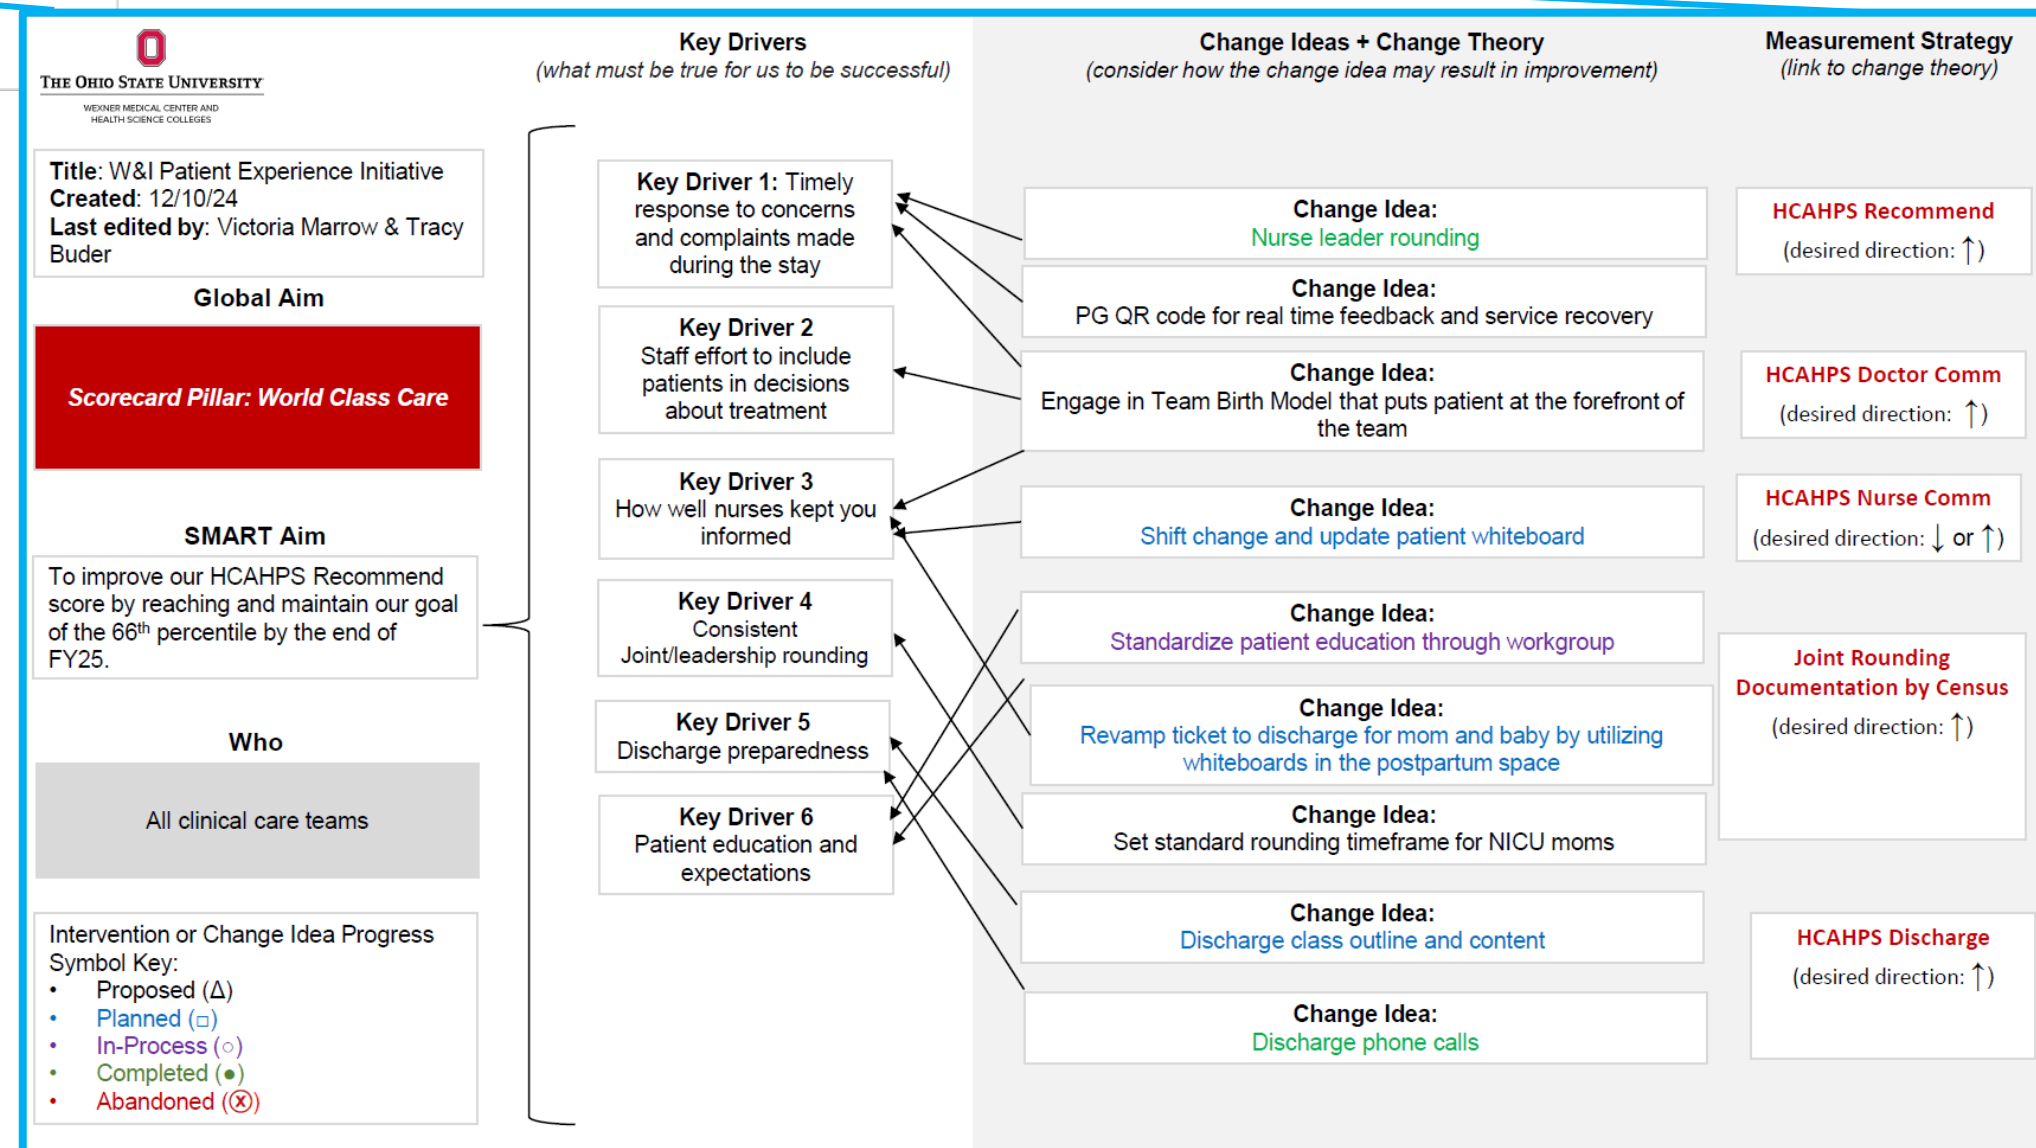 THE OHIO STATE UNIVERSITY
WEXNER MEDICAL CENTER AND
HEALTH SCIENCE COLLEGES
Title: W&I Patient Experience Initiative
Created: 12/10/24
Last edited by: Victoria Marrow & Tracy
Buder
Global Aim
Scorecard Pillar: World Class Care
SMART Aim
To improve our HCAHPS Recommend
score by reaching and maintain our goal
of the 66th percentile by the end of
FY25.
Who
All clinical care teams
Intervention or Change Idea Progress
Symbol Key:
• Proposed (Δ)
• Planned (□)
• In-Process (○)
• Completed (●)
• Abandoned (ⓧ)
Key Drivers
(what must be true for us to be successful)
Key Driver 1: Timely
response to concerns
and complaints made
during the stay
Key Driver 2
Staff effort to include
patients in decisions
about treatment
Key Driver 3
How well nurses kept you
informed
Key Driver 4
Consistent
Joint/leadership rounding
Key Driver 5
Discharge preparedness
Key Driver 6
Patient education and
expectations
Change Ideas + Change Theory
(consider how the change idea may result in improvement)
Change Idea:
Nurse leader rounding
Change Idea:
PG QR code for real time feedback and service recovery
Change Idea:
Engage in Team Birth Model that puts patient at the forefront of
the team
Change Idea:
Shift change and update patient whiteboard
Change Idea:
Standardize patient education through workgroup
Change Idea:
Revamp ticket to discharge for mom and baby by utilizing
whiteboards in the postpartum space
Change Idea:
Set standard rounding timeframe for NICU moms
Change Idea:
Discharge class outline and content
Change Idea:
Discharge phone calls
Measurement Strategy
(link to change theory)
HCAHPS Recommend
(desired direction: ↑)
HCAHPS Doctor Comm
(desired direction: ↑)
HCAHPS Nurse Comm
(desired direction: ↓ or ↑)
Joint Rounding
Documentation by Census
(desired direction: ↑)
HCAHPS Discharge
(desired direction: ↑)